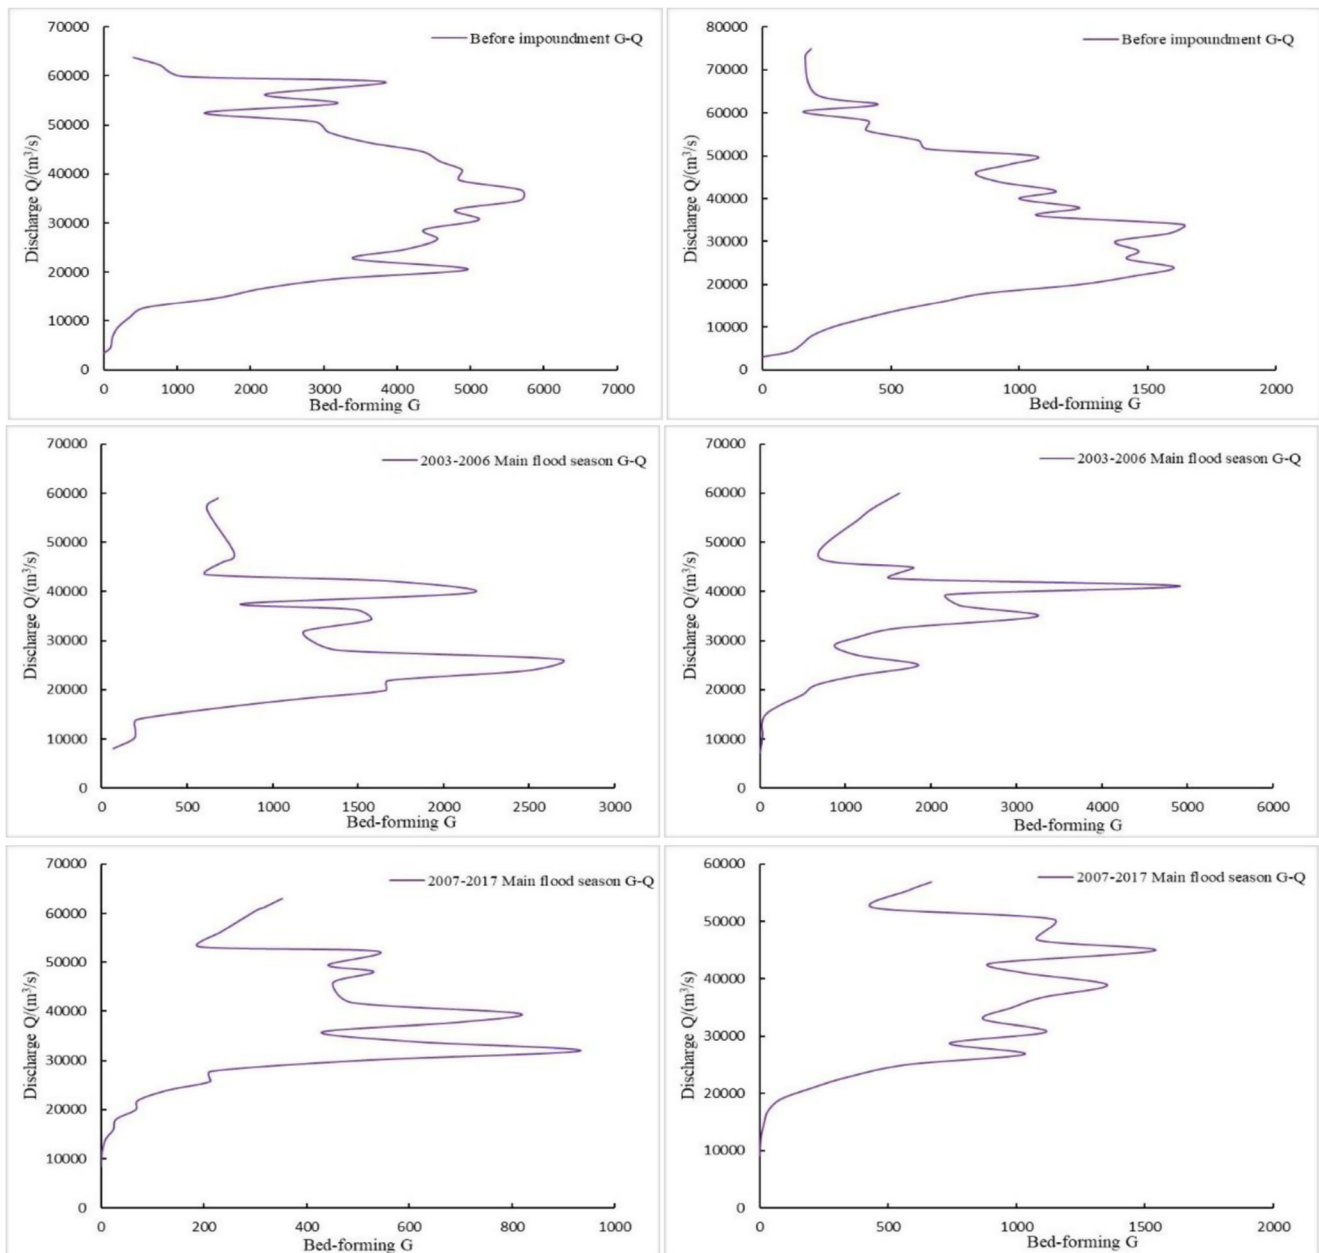 Before impoundment G-Q
Discharge Q/(m³/s)
70000
60000
50000
40000
30000
20000
10000
0
0 1000 2000 3000 4000 5000 6000 7000
Bed-forming G
Before impoundment G-Q
Discharge Q/(m³/s)
80000
70000
60000
50000
40000
30000
20000
10000
0
0 500 1000 1500 2000
Bed-forming G
2003-2006 Main flood season G-Q
Discharge Q/(m³/s)
70000
60000
50000
40000
30000
20000
10000
0
0 500 1000 1500 2000 2500 3000
Bed-forming G
2003-2006 Main flood season G-Q
Discharge Q/(m³/s)
70000
60000
50000
40000
30000
20000
10000
0
0 1000 2000 3000 4000 5000 6000
Bed-forming G
2007-2017 Main flood season G-Q
Discharge Q/(m³/s)
70000
60000
50000
40000
30000
20000
10000
0
0 200 400 600 800 1000
Bed-forming G
2007-2017 Main flood season G-Q
Discharge Q/(m³/s)
60000
50000
40000
30000
20000
10000
0
0 500 1000 1500 2000
Bed-forming G